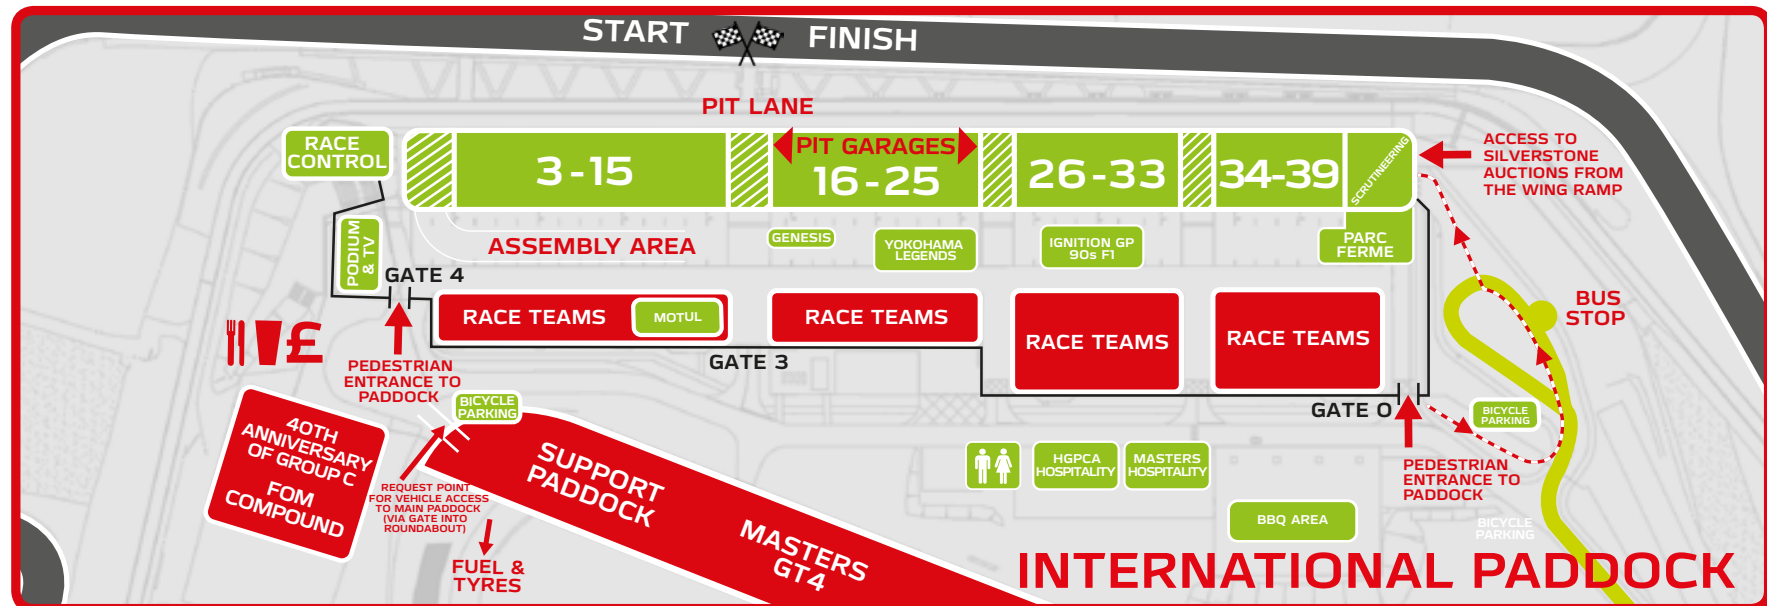 START FINISH
PIT LANE
RACE
CONTROL
3-15
PIT GARAGES
16-25
26-33
34-39
SCRUTINEERING
ACCESS TO
SILVERSTONE
AUCTIONS FROM
THE WING RAMP
PODIUM
& TV
ASSEMBLY AREA
GENESIS
YOKOHAMA
LEGENDS
IGNITION GP
90s F1
PARC
FERME
GATE 4
RACE TEAMS
MOTUL
RACE TEAMS
RACE TEAMS
RACE TEAMS
BUS
STOP
£
GATE 3
PEDESTRIAN
ENTRANCE TO
PADDOCK
BICYCLE
PARKING
GATE 0
BICYCLE
PARKING
40TH
ANNIVERSARY
OF GROUP C
FOM
COMPOUND
REQUEST POINT
FOR VEHICLE ACCESS
TO MAIN PADDOCK
(VIA GATE INTO
ROUNDABOUT)
SUPPORT
PADDOCK
MASTERS
GT4
HGPCA
HOSPITALITY
MASTERS
HOSPITALITY
PEDESTRIAN
ENTRANCE TO
PADDOCK
BBQ AREA
BICYCLE
PARKING
FUEL &
TYRES
INTERNATIONAL PADDOCK